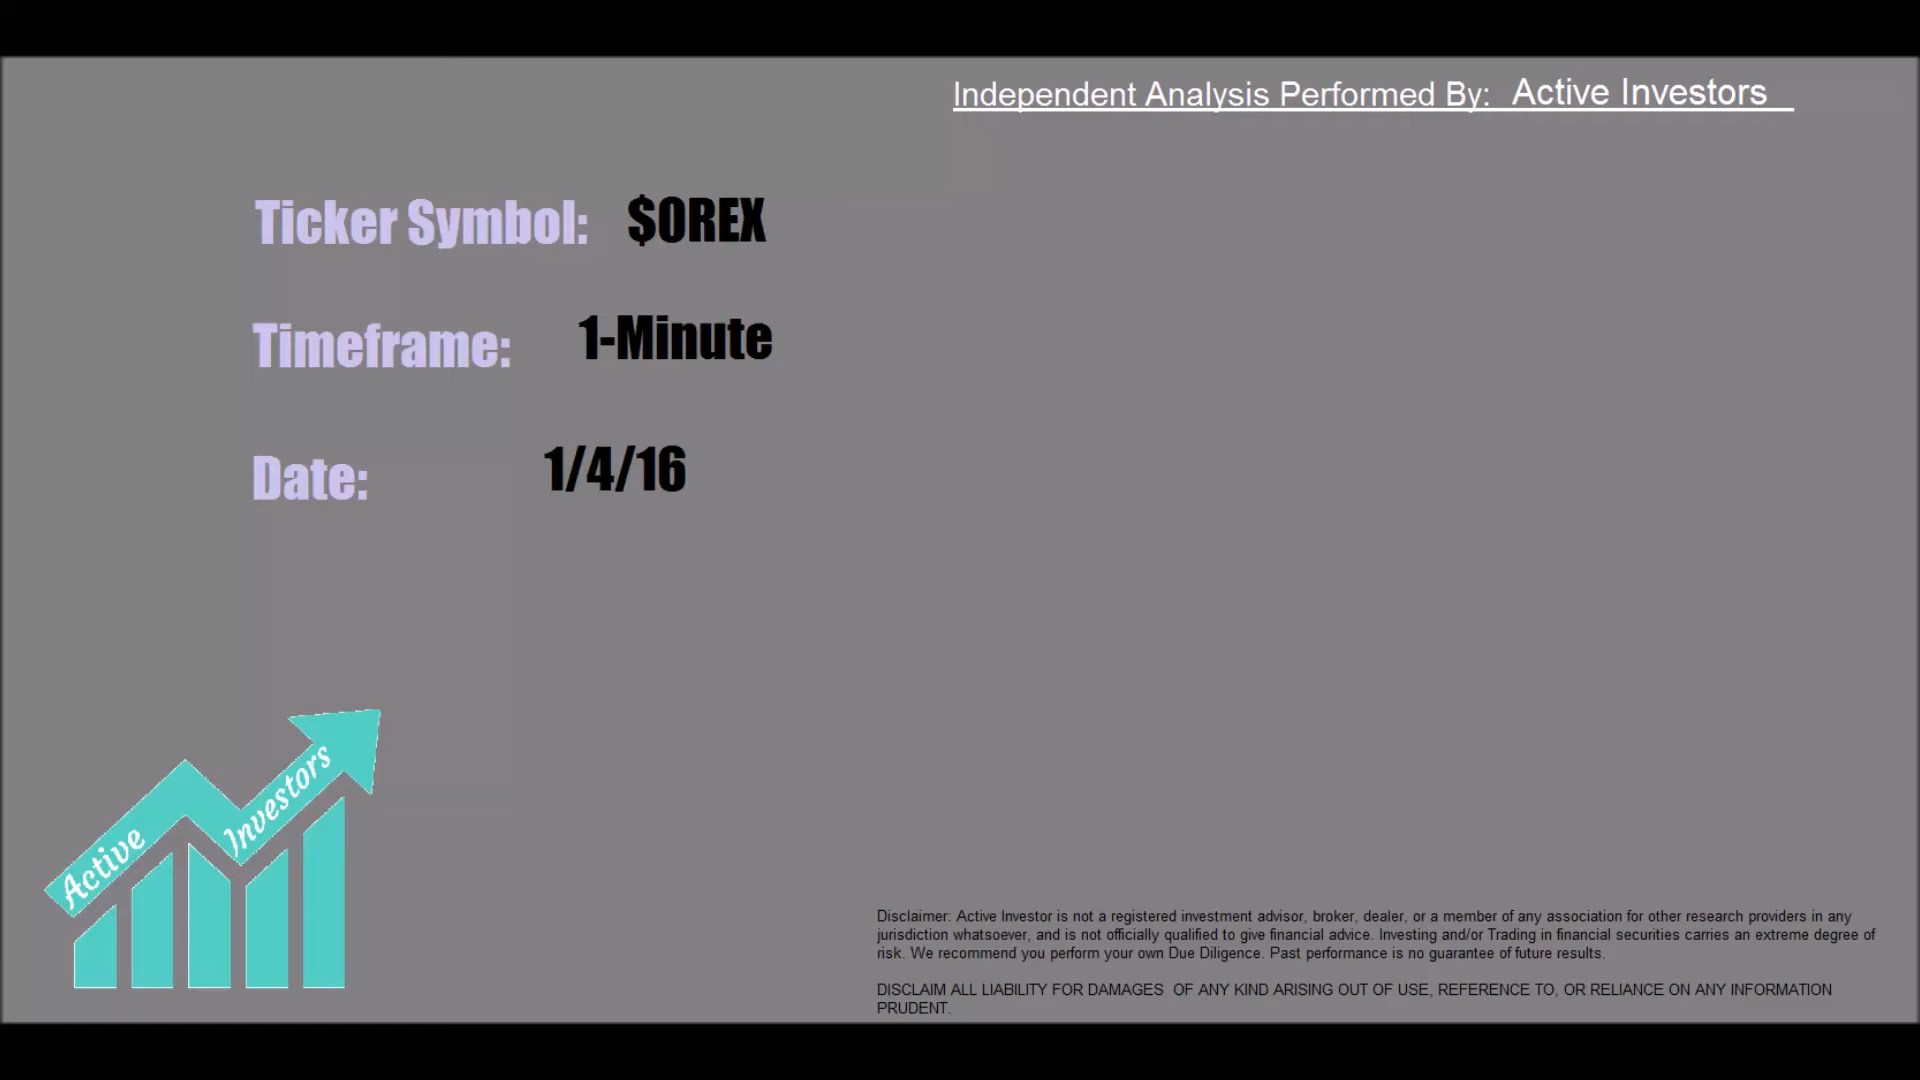 Independent Analysis Performed By: Active Investors
Ticker Symbol: $OREX
Timeframe: 1-Minute
Date: 1/4/16
Active Investors
Disclaimer: Active Investor is not a registered investment advisor, broker, dealer, or a member of any association for other research providers in any
jurisdiction whatsoever, and is not officially qualified to give financial advice. Investing and/or Trading in financial securities carries an extreme degree of
risk. We recommend you perform your own Due Diligence. Past performance is no guarantee of future results.
DISCLAIM ALL LIABILITY FOR DAMAGES OF ANY KIND ARISING OUT OF USE, REFERENCE TO, OR RELIANCE ON ANY INFORMATION
PRUDENT.